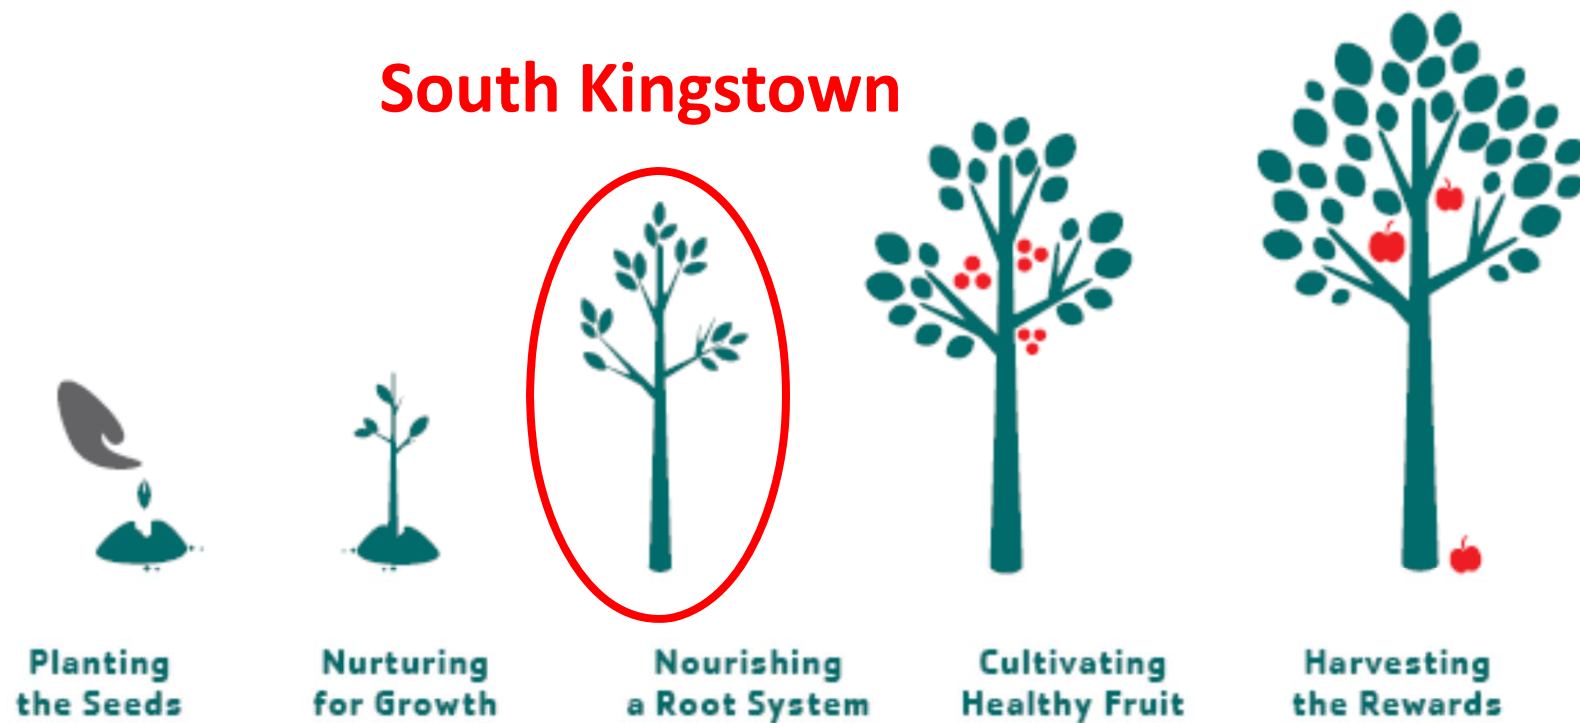 South Kingstown
Planting
the Seeds
Nurturing
for Growth
Nourishing
a Root System
Cultivating
Healthy Fruit
Harvesting
the Rewards